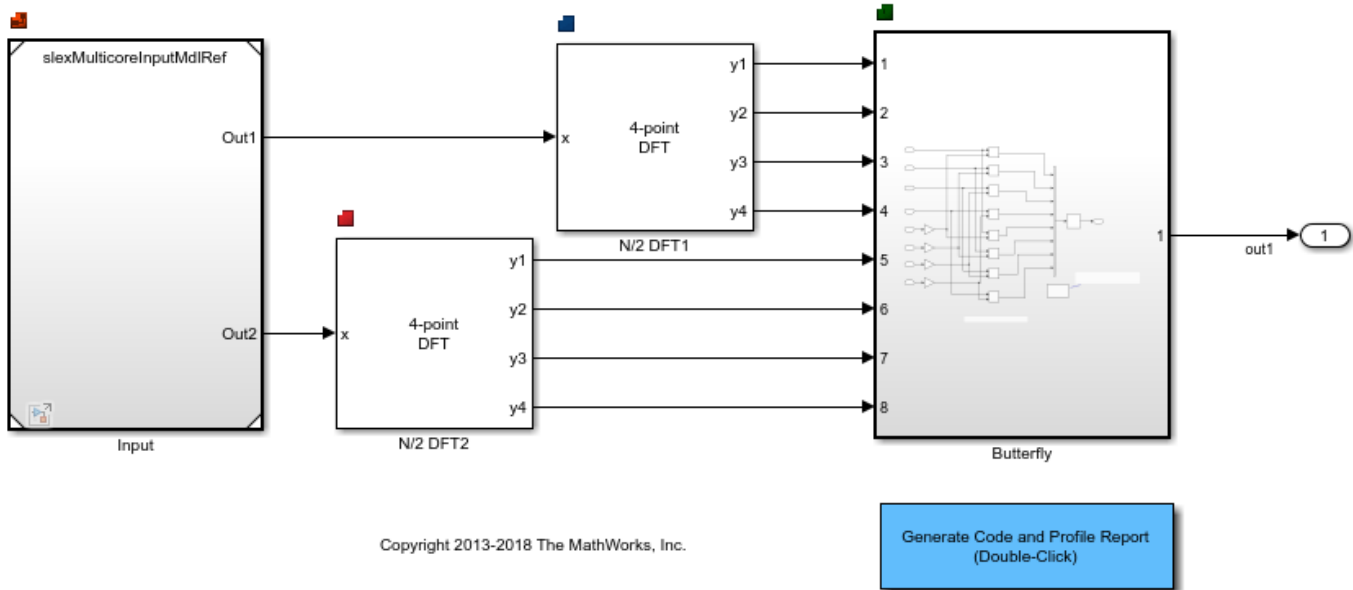 slexMulticoreInputMdlRef
Out1
Out2
Input
x
4-point
DFT
y1
y2
y3
y4
N/2 DFT1
x
4-point
DFT
y1
y2
y3
y4
N/2 DFT2
1
2
3
4
5
6
7
8
1
Butterfly
out1
1
Copyright 2013-2018 The MathWorks, Inc.
Generate Code and Profile Report
(Double-Click)